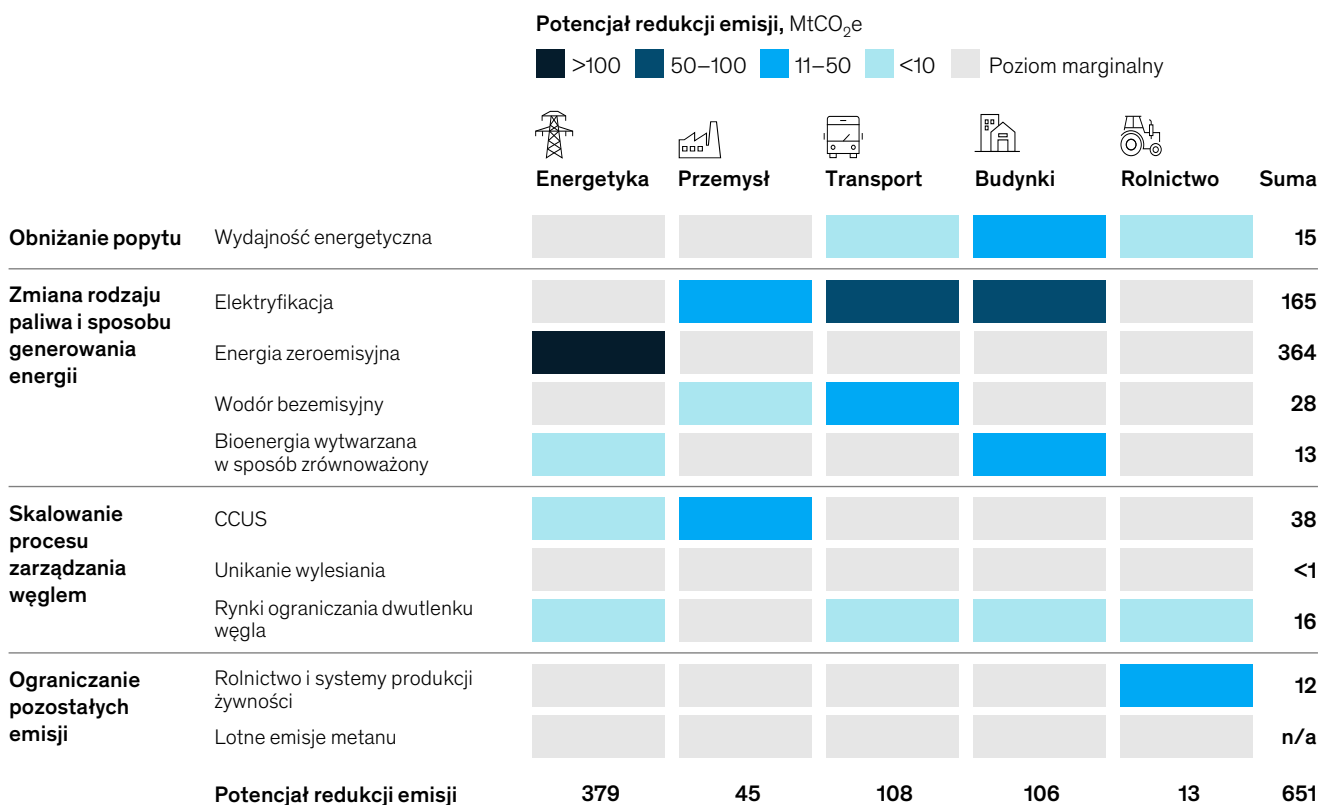 Potencjał redukcji emisji, MtCO₂e
>100 50–100 11–50 <10 Poziom marginalny
Energetyka Przemysł Transport Budynki Rolnictwo Suma
Obniżanie popytu Wydajność energetyczna 15
Zmiana rodzaju
paliwa i sposobu
generowania
energii
Elektryfikacja 165
Energia zeroemisyjna 364
Wodór bezemisyjny 28
Bioenergia wytwarzana
w sposób zrównoważony 13
Skalowanie
procesu
zarządzania
węglem
CCUS 38
Unikanie wylesiania <1
Rynki ograniczania dwutlenku
węgla 16
Ograniczanie
pozostałych
emisji
Rolnictwo i systemy produkcji
żywności 12
Lotne emisje metanu n/a
Potencjał redukcji emisji 379 45 108 106 13 651